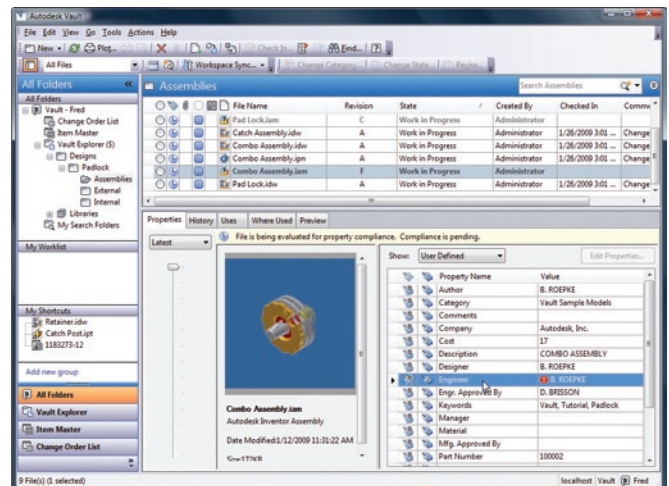 Autodesk Vault
File Edit View Go Tools Actions Help
New Plot... Check In... Find...
All Files Workspace Sync... Change Category... Change State... Revise...
All Folders
Assemblies Search Assemblies
All Folders
Vault - Fred
Change Order List
Item Master
Vault Explorer (S)
Designs
Padlock
Assemblies
External
Internal
Libraries
My Search Folders
My Worklist
My Shortcuts
Retainer.idw
Catch Post.ipt
1183273-12
Add new group
All Folders
Vault Explorer
Item Master
Change Order List
File Name Revision State Created By Checked In Comme
Pad Lock.iam C Work in Progress Administrator
Catch Assembly.idw A Work in Progress Administrator 1/26/2009 3:01 ... Change
Combo Assembly.idw A Work in Progress Administrator 1/26/2009 3:01 ... Change
Combo Assembly.ipn A Work in Progress Administrator 1/26/2009 3:01 ... Change
Combo Assembly.iam F Work in Progress Administrator
Pad Lock.idw A Work in Progress Administrator 1/26/2009 3:01 ... Change
Properties History Uses Where Used Preview
Latest
File is being evaluated for property compliance. Compliance is pending.
Combo Assembly.iam
Autodesk Inventor Assembly
Date Modified:1/12/2009 11:31:22 AM
Size:177KB
Show: User Defined Edit Properties...
Property Name Value
Author B. ROEPKE
Category Vault Sample Models
Comments
Company Autodesk, Inc.
Cost 17
Description COMBO ASSEMBLY
Designer B. ROEPKE
Engineer B. ROEPKE
Engr. Approved By D. BRISSON
Keywords Vault, Tutorial, Padlock
Manager
Material
Mfg. Approved By
Part Number 100002
9 File(s) (1 selected) localhost Vault Fred